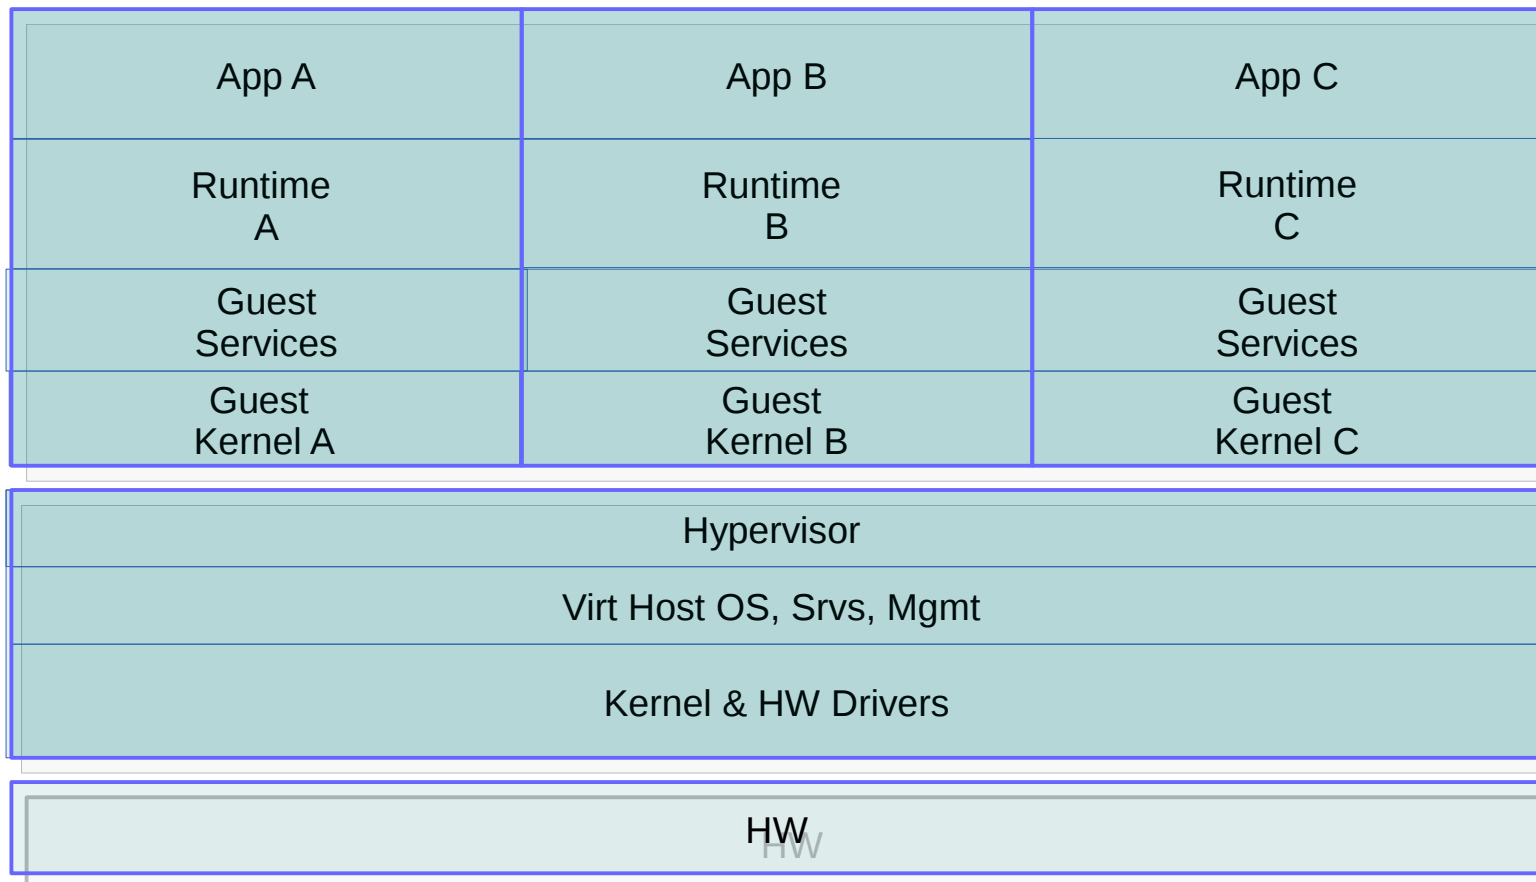 App A
App B
App C
Runtime
A
Runtime
B
Runtime
C
Guest
Services
Guest
Services
Guest
Services
Guest
Kernel A
Guest
Kernel B
Guest
Kernel C
Hypervisor
Virt Host OS, Srvs, Mgmt
Kernel & HW Drivers
HW